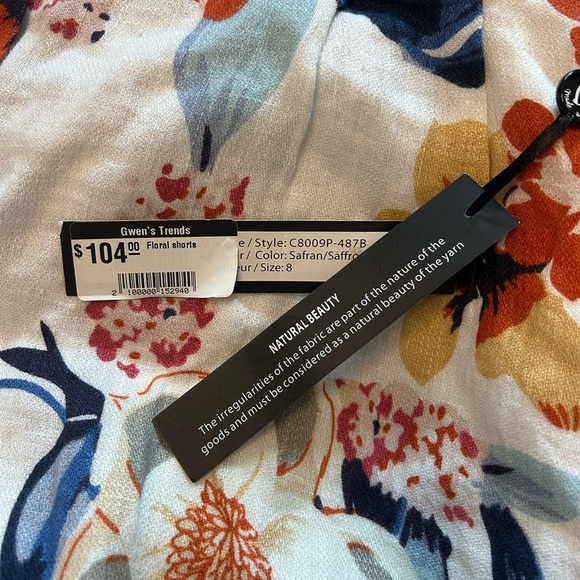 Gwen's Trends
$104.00 Floral shorts
2 100000 152940
e / Style: C8009P-487B
r / Color: Safran/Saffro
eur / Size: 8
NATURAL BEAUTY
The irregularities of the fabric are part of the nature of the
goods and must be considered as a natural beauty of the yarn